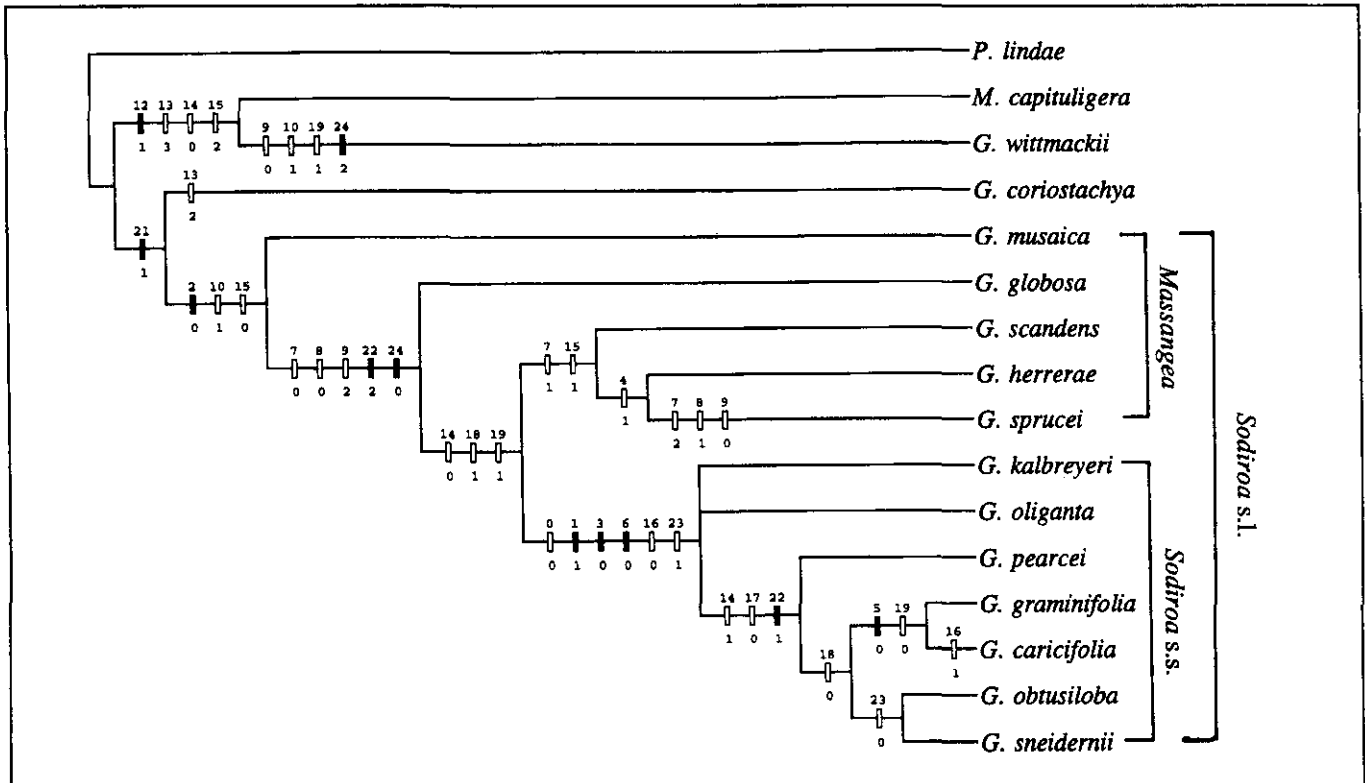 P. lindae
12 13 14 15
M. capituligera
1 3 0 2
9 10 19 24
G. wittmackii
0 1 1 2
13
G. coriostachya
2
21
1
G. musaica
2 10 15
0 1 0
G. globosa
7 8 9 22 24
0 0 2 2 0
G. scandens
7 15
1 1
G. herrerae
4
1
7 8 9
G. sprucei
2 1 0
14 18 19
0 1 1
Massangea
G. kalbreyeri
G. oliganta
0 1 3 6 16 23
0 1 0 0 0 1
G. pearcei
14 17 22
1 0 1
G. graminifolia
5 19
0 0
16
G. caricifolia
1
18
0
G. obtusiloba
23
0
G. sneidernii
Sodiroa s.s.
Sodiroa s.l.